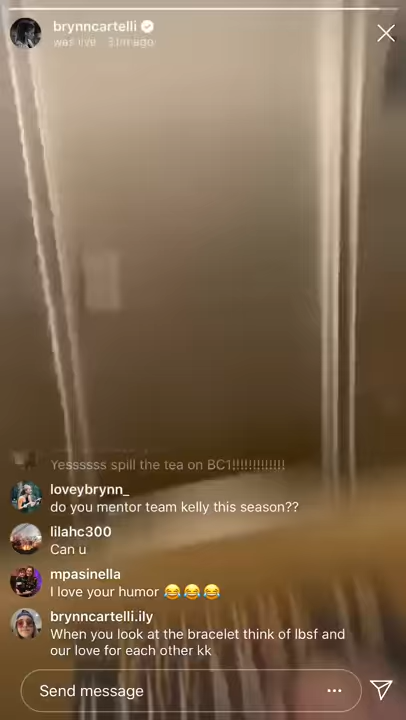 brynncartelli
was live
Yessssss spill the tea on BC1!!!!!!!!!!!!!
loveybrynn_
do you mentor team kelly this season??
lilahc300
Can u
mpasinella
I love your humor 😂😂😂
brynncartelli.ily
When you look at the bracelet think of lbsf and
our love for each other kk
Send message